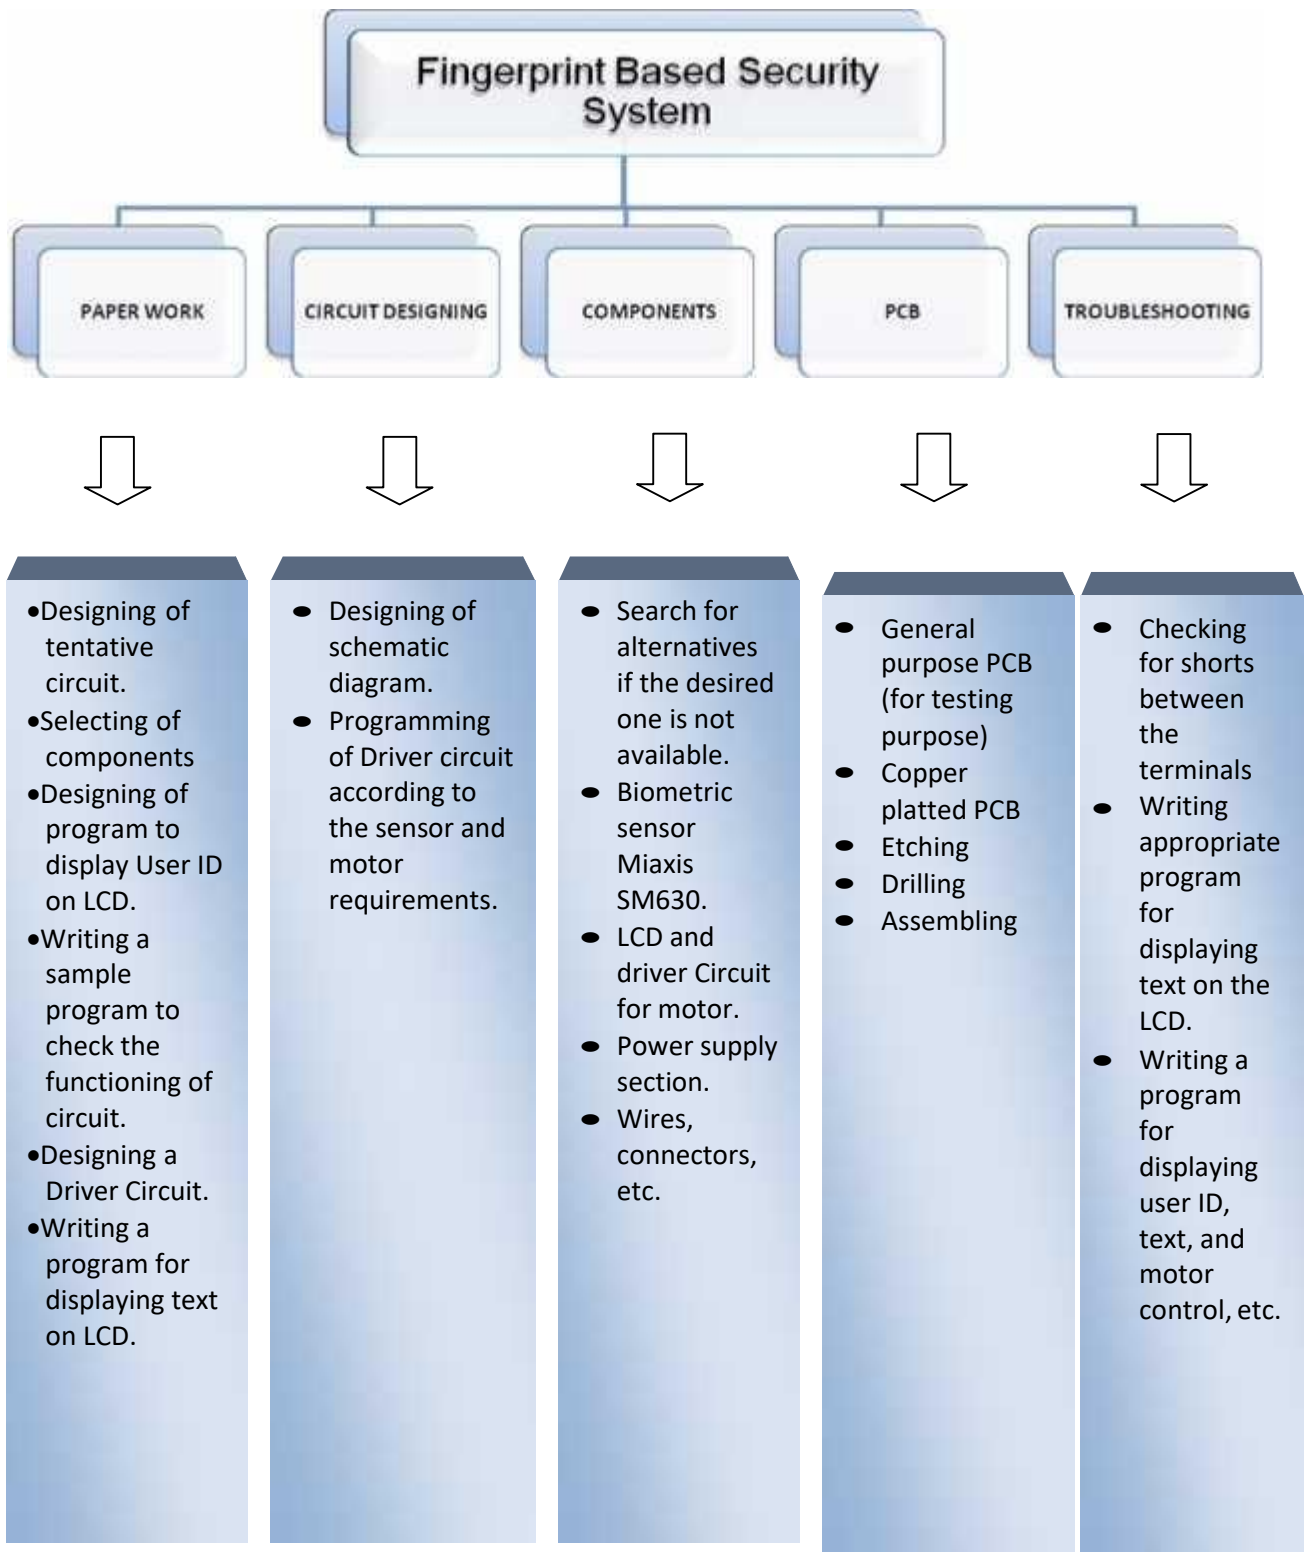 Fingerprint Based Security
System
PAPER WORK
CIRCUIT DESIGNING
COMPONENTS
PCB
TROUBLESHOOTING
•Designing of
tentative
circuit.
•Selecting of
components
•Designing of
program to
display User ID
on LCD.
•Writing a
sample
program to
check the
functioning of
circuit.
•Designing a
Driver Circuit.
•Writing a
program for
displaying text
on LCD.
• Designing of
schematic
diagram.
• Programming
of Driver circuit
according to
the sensor and
motor
requirements.
• Search for
alternatives
if the desired
one is not
available.
• Biometric
sensor
Miaxis
SM630.
• LCD and
driver Circuit
for motor.
• Power supply
section.
• Wires,
connectors,
etc.
• General
purpose PCB
(for testing
purpose)
• Copper
platted PCB
• Etching
• Drilling
• Assembling
• Checking
for shorts
between
the
terminals
• Writing
appropriate
program
for
displaying
text on the
LCD.
• Writing a
program
for
displaying
user ID,
text, and
motor
control, etc.